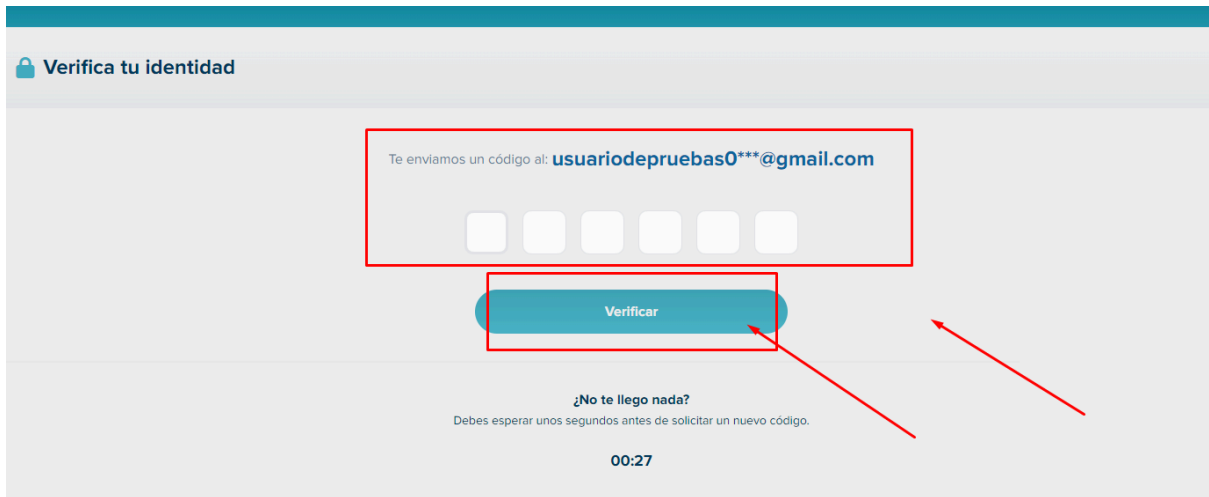 Verifica tu identidad
Te enviamos un código al: usuariodepruebas0***@gmail.com
Verificar
¿No te llego nada?
Debes esperar unos segundos antes de solicitar un nuevo código.
00:27